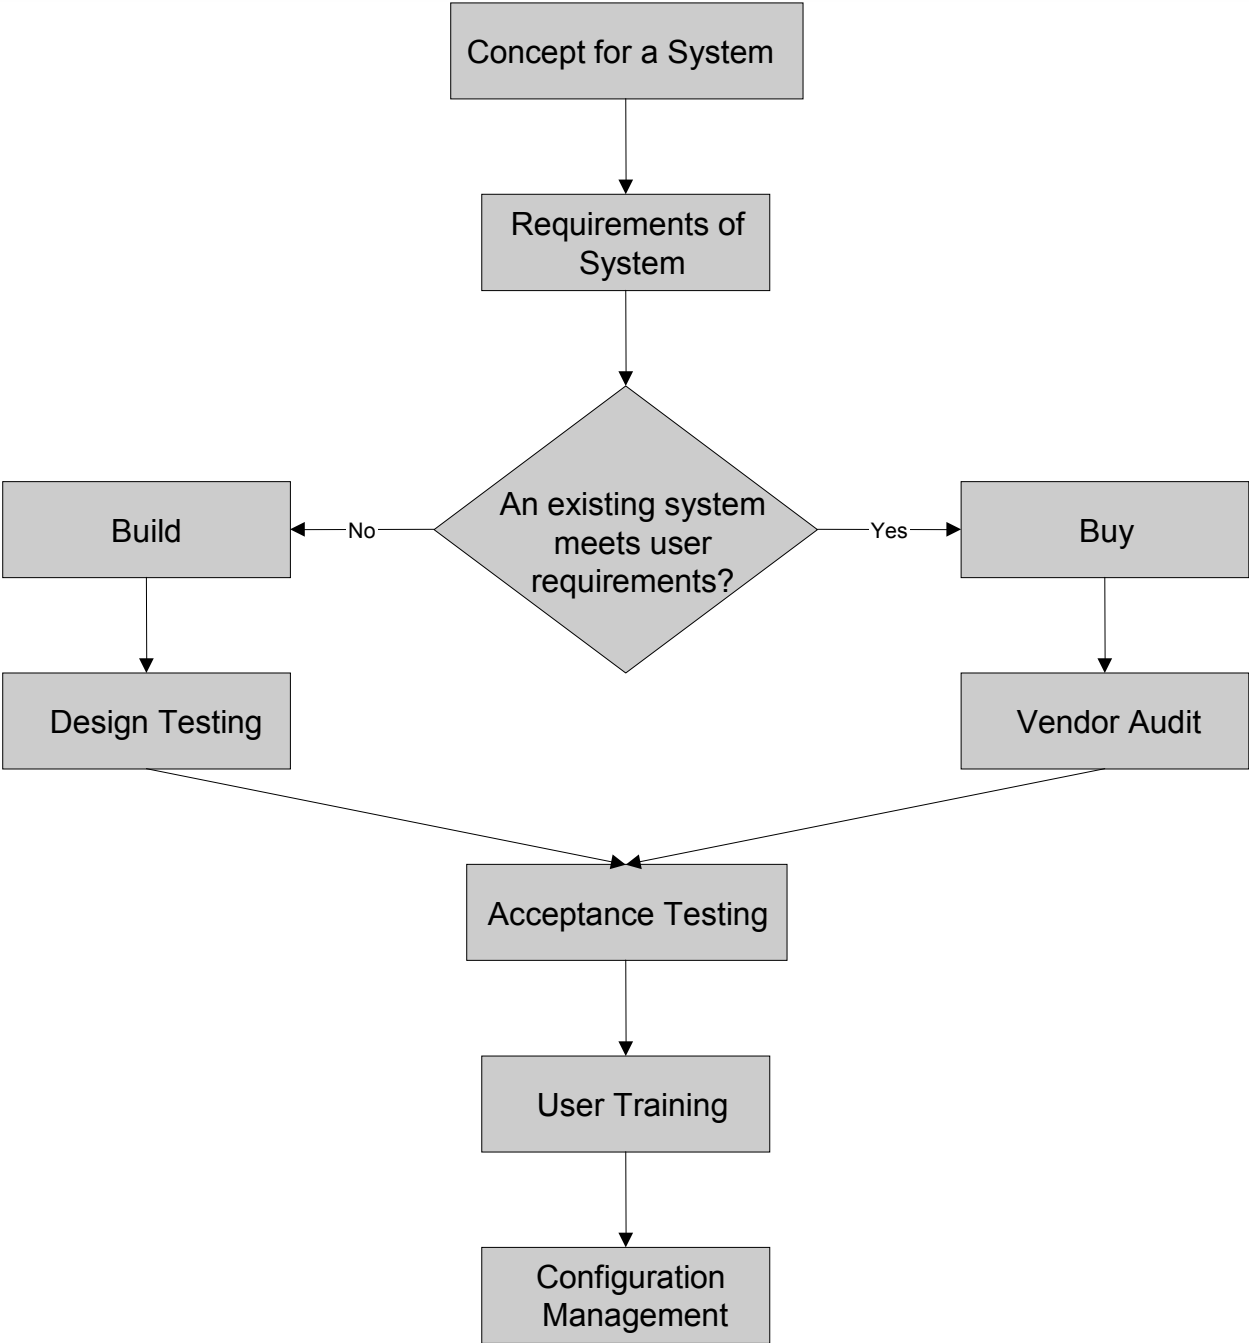 Concept for a System
Requirements of
System
An existing system
meets user
requirements?
No
Yes
Build
Buy
Design Testing
Vendor Audit
Acceptance Testing
User Training
Configuration
Management